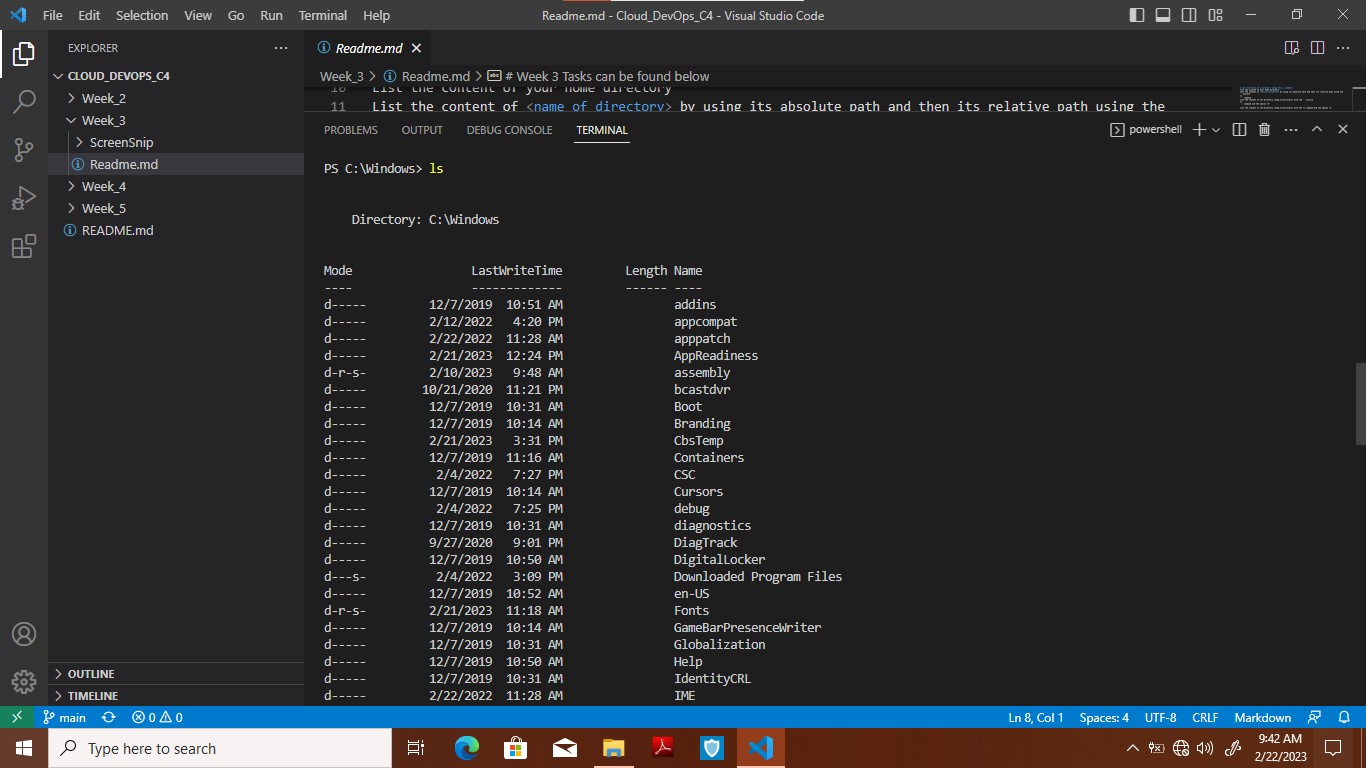 File Edit Selection View Go Run Terminal Help Readme.md - Cloud_DevOps_C4 - Visual Studio Code
EXPLORER
CLOUD_DEVOPS_C4
Week_2
Week_3
ScreenSnip
Readme.md
Week_4
Week_5
README.md
OUTLINE
TIMELINE
Readme.md
Week_3 > Readme.md > # Week 3 Tasks can be found below
10 List the content of your home directory
11 List the content of <name of directory> by using its absolute path and then its relative path using the
PROBLEMS OUTPUT DEBUG CONSOLE TERMINAL powershell
PS C:\Windows> ls
Directory: C:\Windows
Mode LastWriteTime Length Name
---- ------------- ------ ----
d----- 12/7/2019 10:51 AM addins
d----- 2/12/2022 4:20 PM appcompat
d----- 2/22/2022 11:28 AM apppatch
d----- 2/21/2023 12:24 PM AppReadiness
d-r-s- 2/10/2023 9:48 AM assembly
d----- 10/21/2020 11:21 PM bcastdvr
d----- 12/7/2019 10:31 AM Boot
d----- 12/7/2019 10:14 AM Branding
d----- 2/21/2023 3:31 PM CbsTemp
d----- 12/7/2019 11:16 AM Containers
d----- 2/4/2022 7:27 PM CSC
d----- 12/7/2019 10:14 AM Cursors
d----- 2/4/2022 7:25 PM debug
d----- 12/7/2019 10:31 AM diagnostics
d----- 9/27/2020 9:01 PM DiagTrack
d----- 12/7/2019 10:50 AM DigitalLocker
d---s- 2/4/2022 3:09 PM Downloaded Program Files
d----- 12/7/2019 10:52 AM en-US
d-r-s- 2/21/2023 11:18 AM Fonts
d----- 12/7/2019 10:14 AM GameBarPresenceWriter
d----- 12/7/2019 10:31 AM Globalization
d----- 12/7/2019 10:50 AM Help
d----- 12/7/2019 10:31 AM IdentityCRL
d----- 2/22/2022 11:28 AM IME
main 0 0 Ln 8, Col 1 Spaces: 4 UTF-8 CRLF Markdown
Type here to search
9:42 AM
2/22/2023